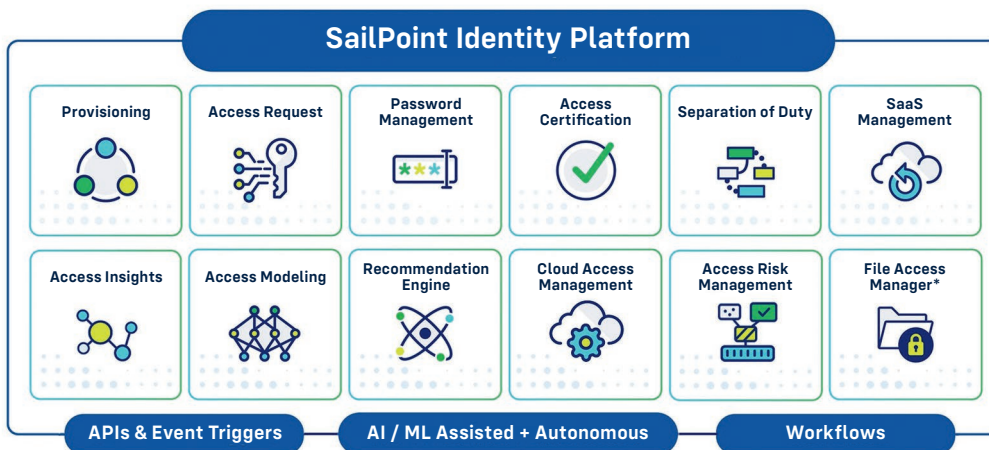 SailPoint Identity Platform
Provisioning
Access Request
Password
Management
Access
Certification
Separation of Duty
SaaS
Management
Access Insights
Access Modeling
Recommendation
Engine
Cloud Access
Management
Access Risk
Management
File Access
Manager*
APIs & Event Triggers
AI / ML Assisted + Autonomous
Workflows